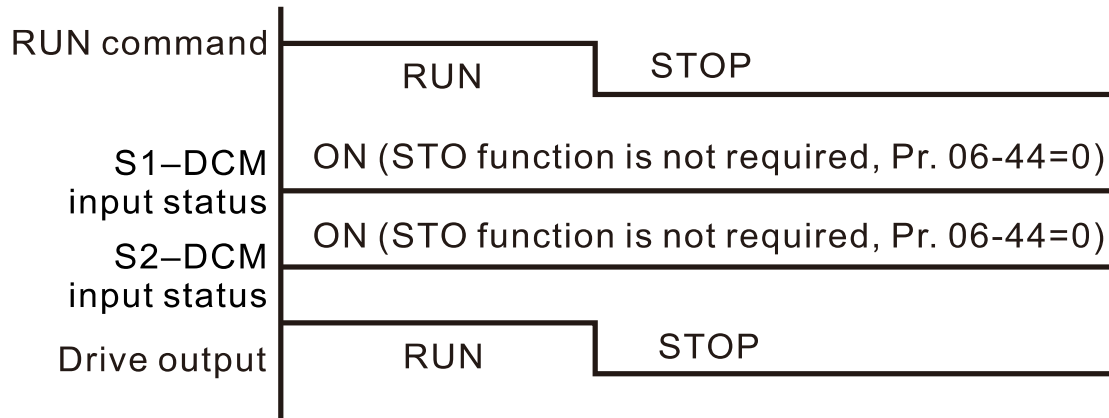 RUN command
RUN
STOP
S1–DCM
input status
ON (STO function is not required, Pr. 06-44=0)
S2–DCM
input status
ON (STO function is not required, Pr. 06-44=0)
Drive output
RUN
STOP